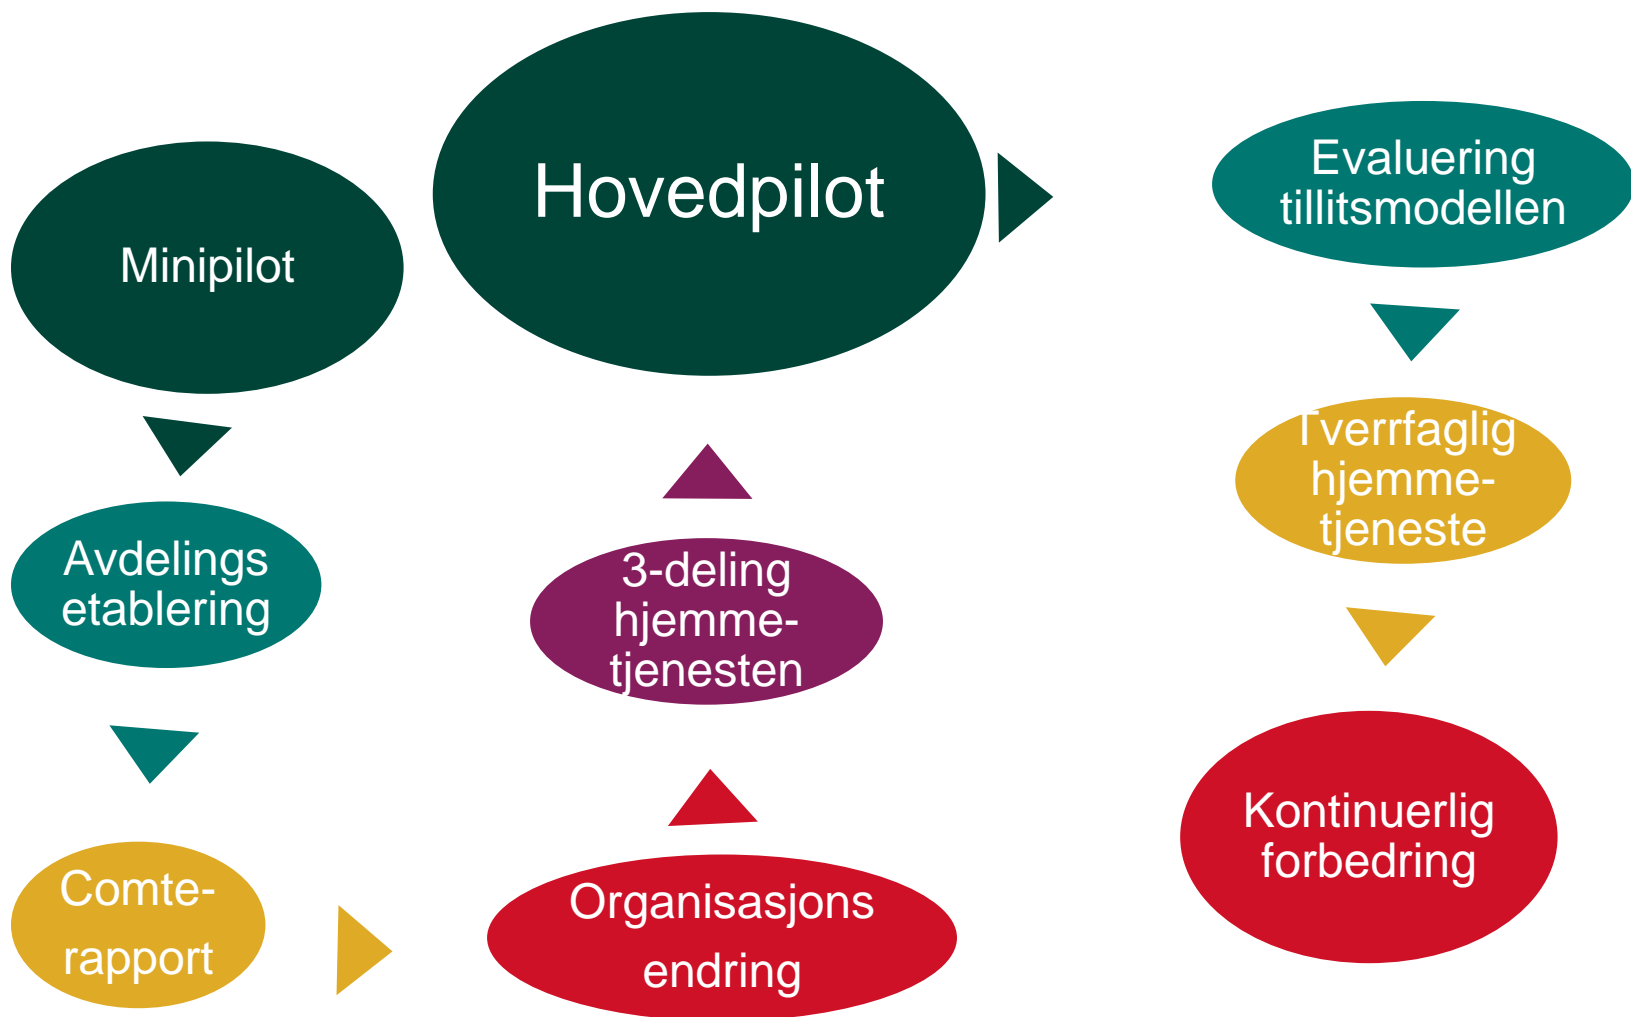 Minipilot
Avdelings
etablering
Comte-
rapport
Organisasjons
endring
3-deling
hjemme-
tjenesten
Hovedpilot
Evaluering
tillitsmodellen
Tverrfaglig
hjemme-
tjeneste
Kontinuerlig
forbedring